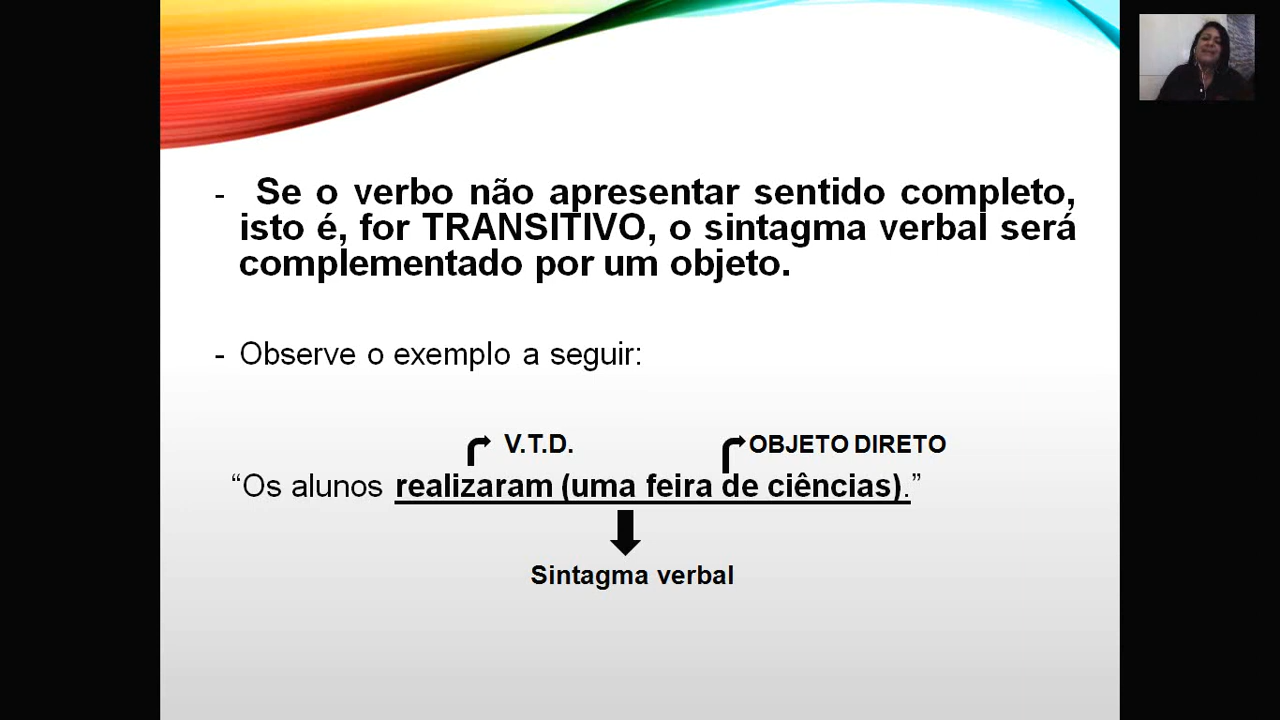 - Se o verbo não apresentar sentido completo,
isto é, for TRANSITIVO, o sintagma verbal será
complementado por um objeto.
- Observe o exemplo a seguir:
V.T.D. OBJETO DIRETO
“Os alunos realizaram (uma feira de ciências).”
Sintagma verbal